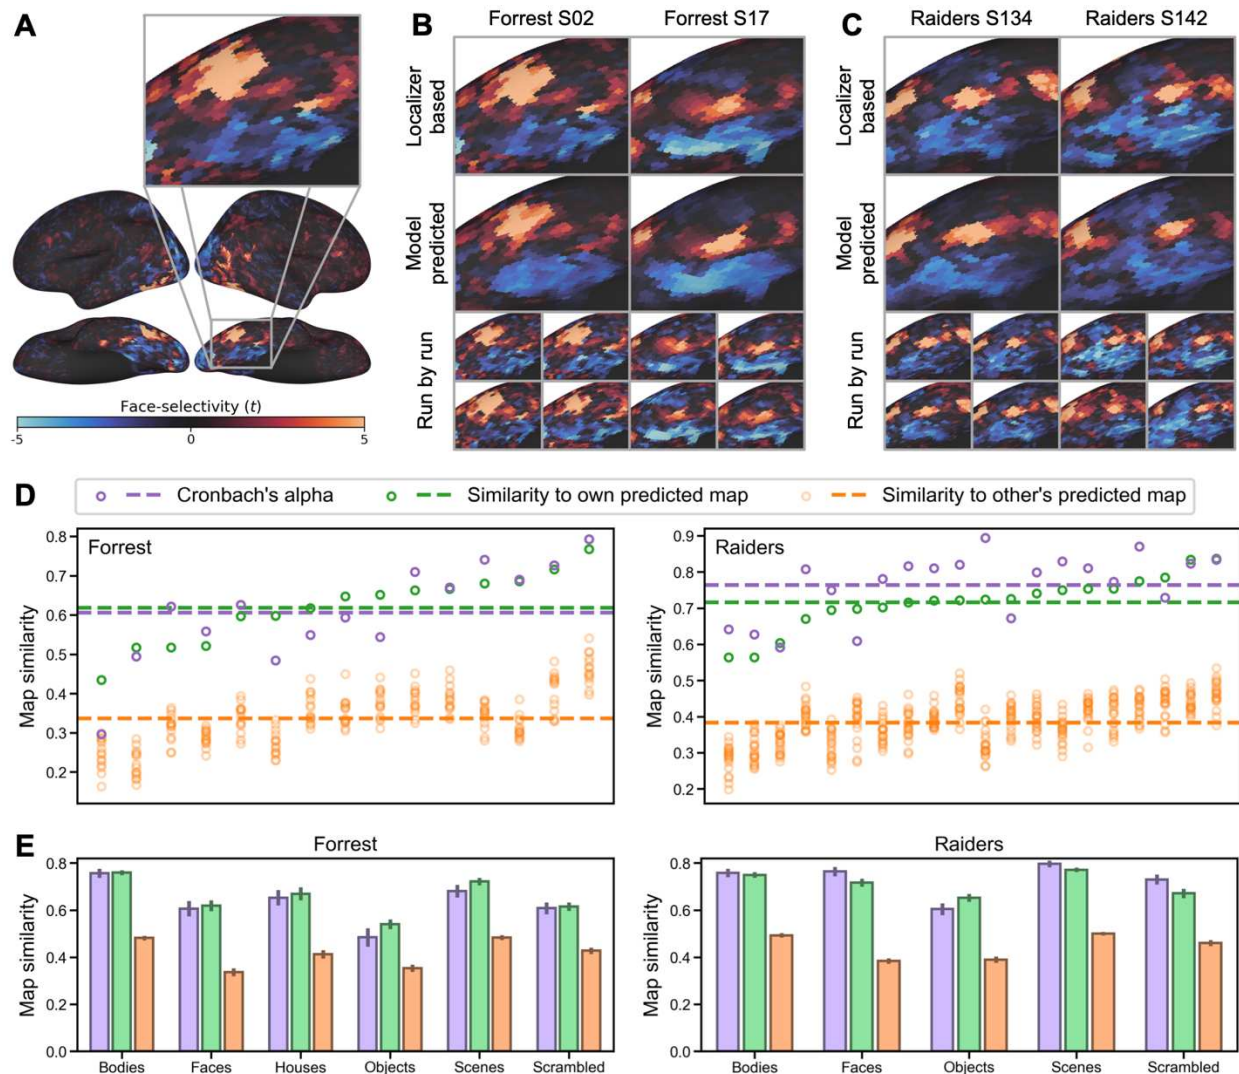 A
B
Forrest S02
Forrest S17
C
Raiders S134
Raiders S142
Localizer
based
Localizer
based
Model
predicted
Model
predicted
Run by run
Run by run
Face-selectivity (t)
-5
0
5
D
Cronbach's alpha
Similarity to own predicted map
Similarity to other's predicted map
Forrest
Map similarity
0.8
0.7
0.6
0.5
0.4
0.3
0.2
Raiders
Map similarity
0.9
0.8
0.7
0.6
0.5
0.4
0.3
0.2
E
Forrest
Map similarity
0.8
0.6
0.4
0.2
0.0
Bodies Faces Houses Objects Scenes Scrambled
Raiders
Map similarity
0.8
0.6
0.4
0.2
0.0
Bodies Faces Objects Scenes Scrambled